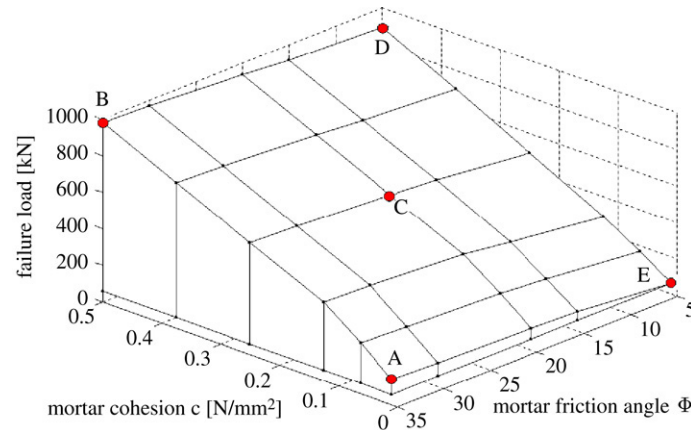 D
B
1000
800
600
400
200
0
failure load [kN]
C
E
A
0.5
0.4
0.3
0.2
0.1
0
5
10
15
20
25
30
35
mortar cohesion c [N/mm²]
mortar friction angle Φ